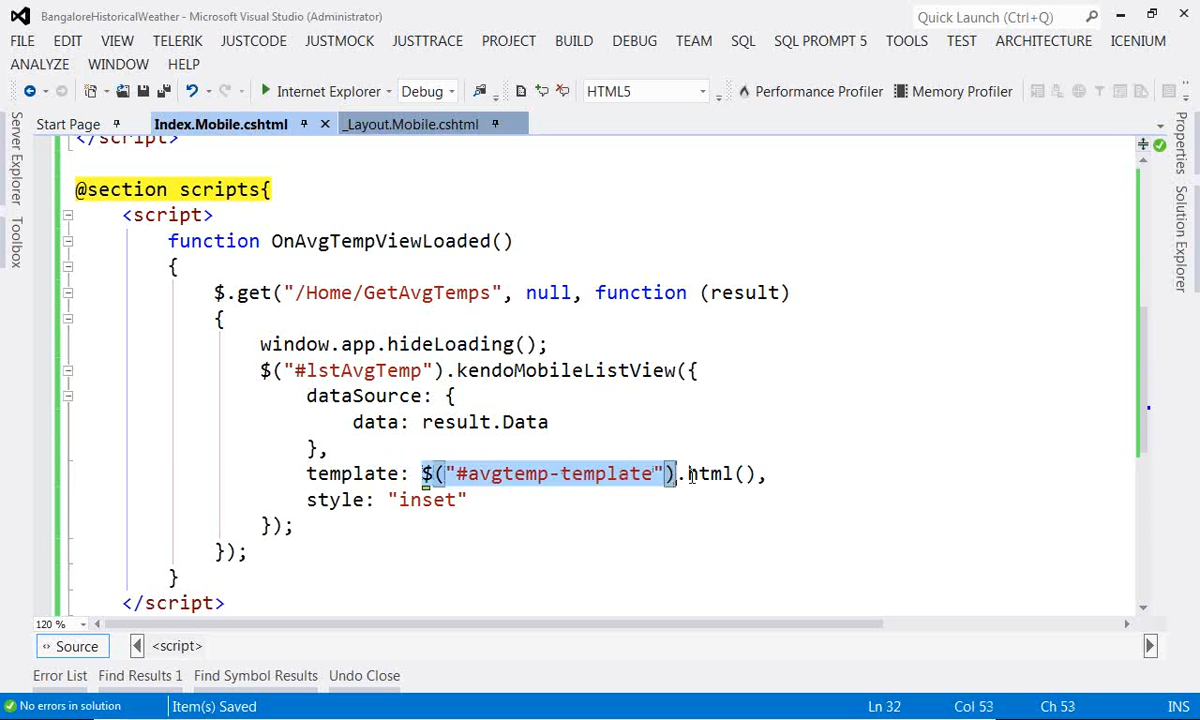 BangaloreHistoricalWeather - Microsoft Visual Studio (Administrator)
Quick Launch (Ctrl+Q)
FILE EDIT VIEW TELERIK JUSTCODE JUSTMOCK JUSTTRACE PROJECT BUILD DEBUG TEAM SQL SQL PROMPT 5 TOOLS TEST ARCHITECTURE ICENIUM
ANALYZE WINDOW HELP
Internet Explorer Debug HTML5 Performance Profiler Memory Profiler
Server Explorer
Toolbox
Start Page Index.Mobile.cshtml _Layout.Mobile.cshtml
Properties
Solution Explorer
</script>
@section scripts{
<script>
function OnAvgTempViewLoaded()
{
$.get("/Home/GetAvgTemps", null, function (result)
{
window.app.hideLoading();
$("#lstAvgTemp").kendoMobileListView({
dataSource: {
data: result.Data
},
template: $("#avgtemp-template").html(),
style: "inset"
});
});
}
</script>
120 %
Source <script>
Error List Find Results 1 Find Symbol Results Undo Close
No errors in solution Item(s) Saved Ln 32 Col 53 Ch 53 INS